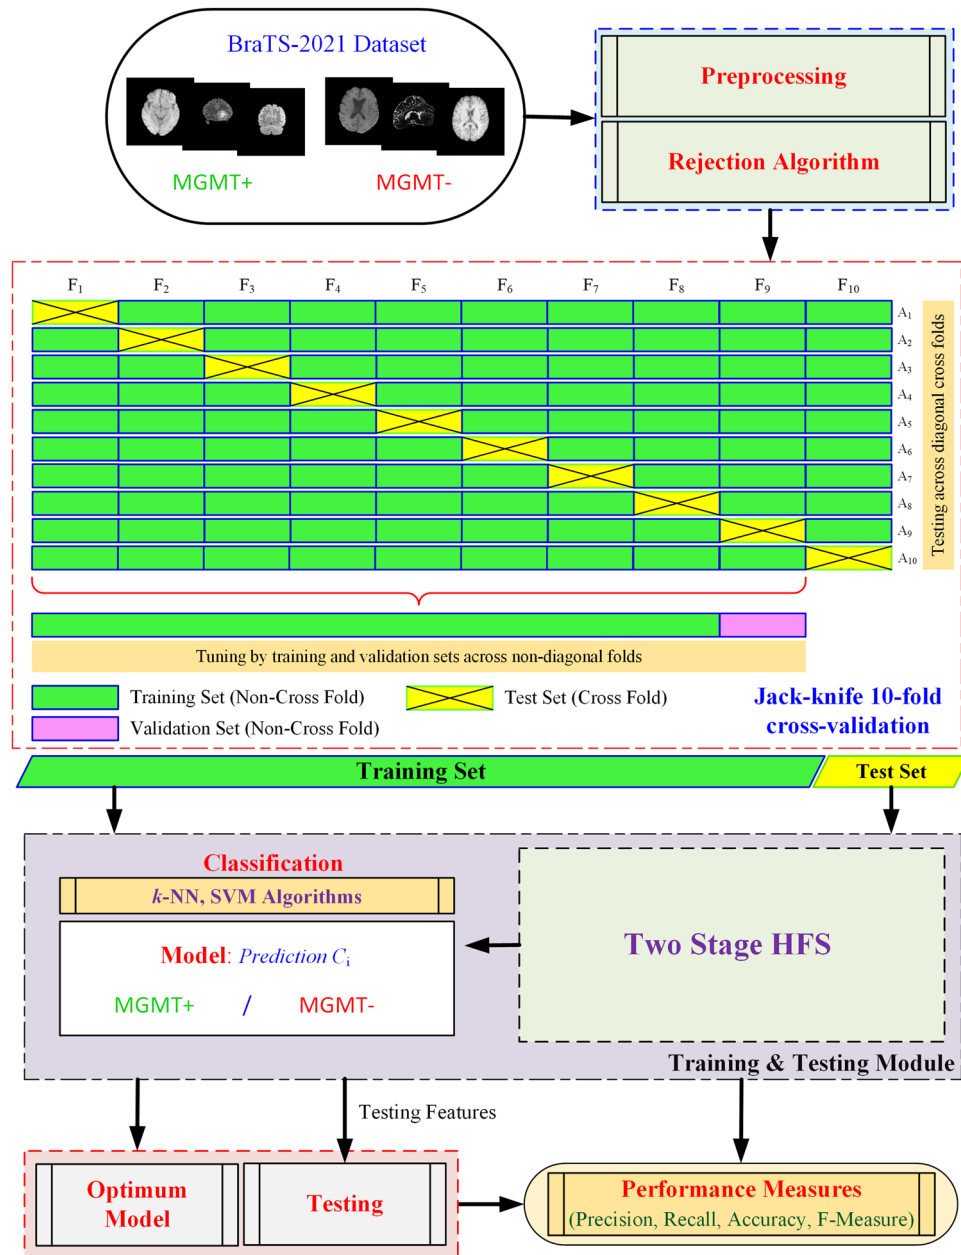 BraTS-2021 Dataset
MGMT+
MGMT-
Preprocessing
Rejection Algorithm
F1
F2
F3
F4
F5
F6
F7
F8
F9
F10
A1
A2
A3
A4
A5
A6
A7
A8
A9
A10
Testing across diagonal cross folds
Tuning by training and validation sets across non-diagonal folds
Training Set (Non-Cross Fold)
Test Set (Cross Fold)
Validation Set (Non-Cross Fold)
Jack-knife 10-fold
cross-validation
Training Set
Test Set
Classification
k-NN, SVM Algorithms
Model: Prediction Ci
MGMT+ / MGMT-
Two Stage HFS
Training & Testing Module
Testing Features
Optimum
Model
Testing
Performance Measures
(Precision, Recall, Accuracy, F-Measure)